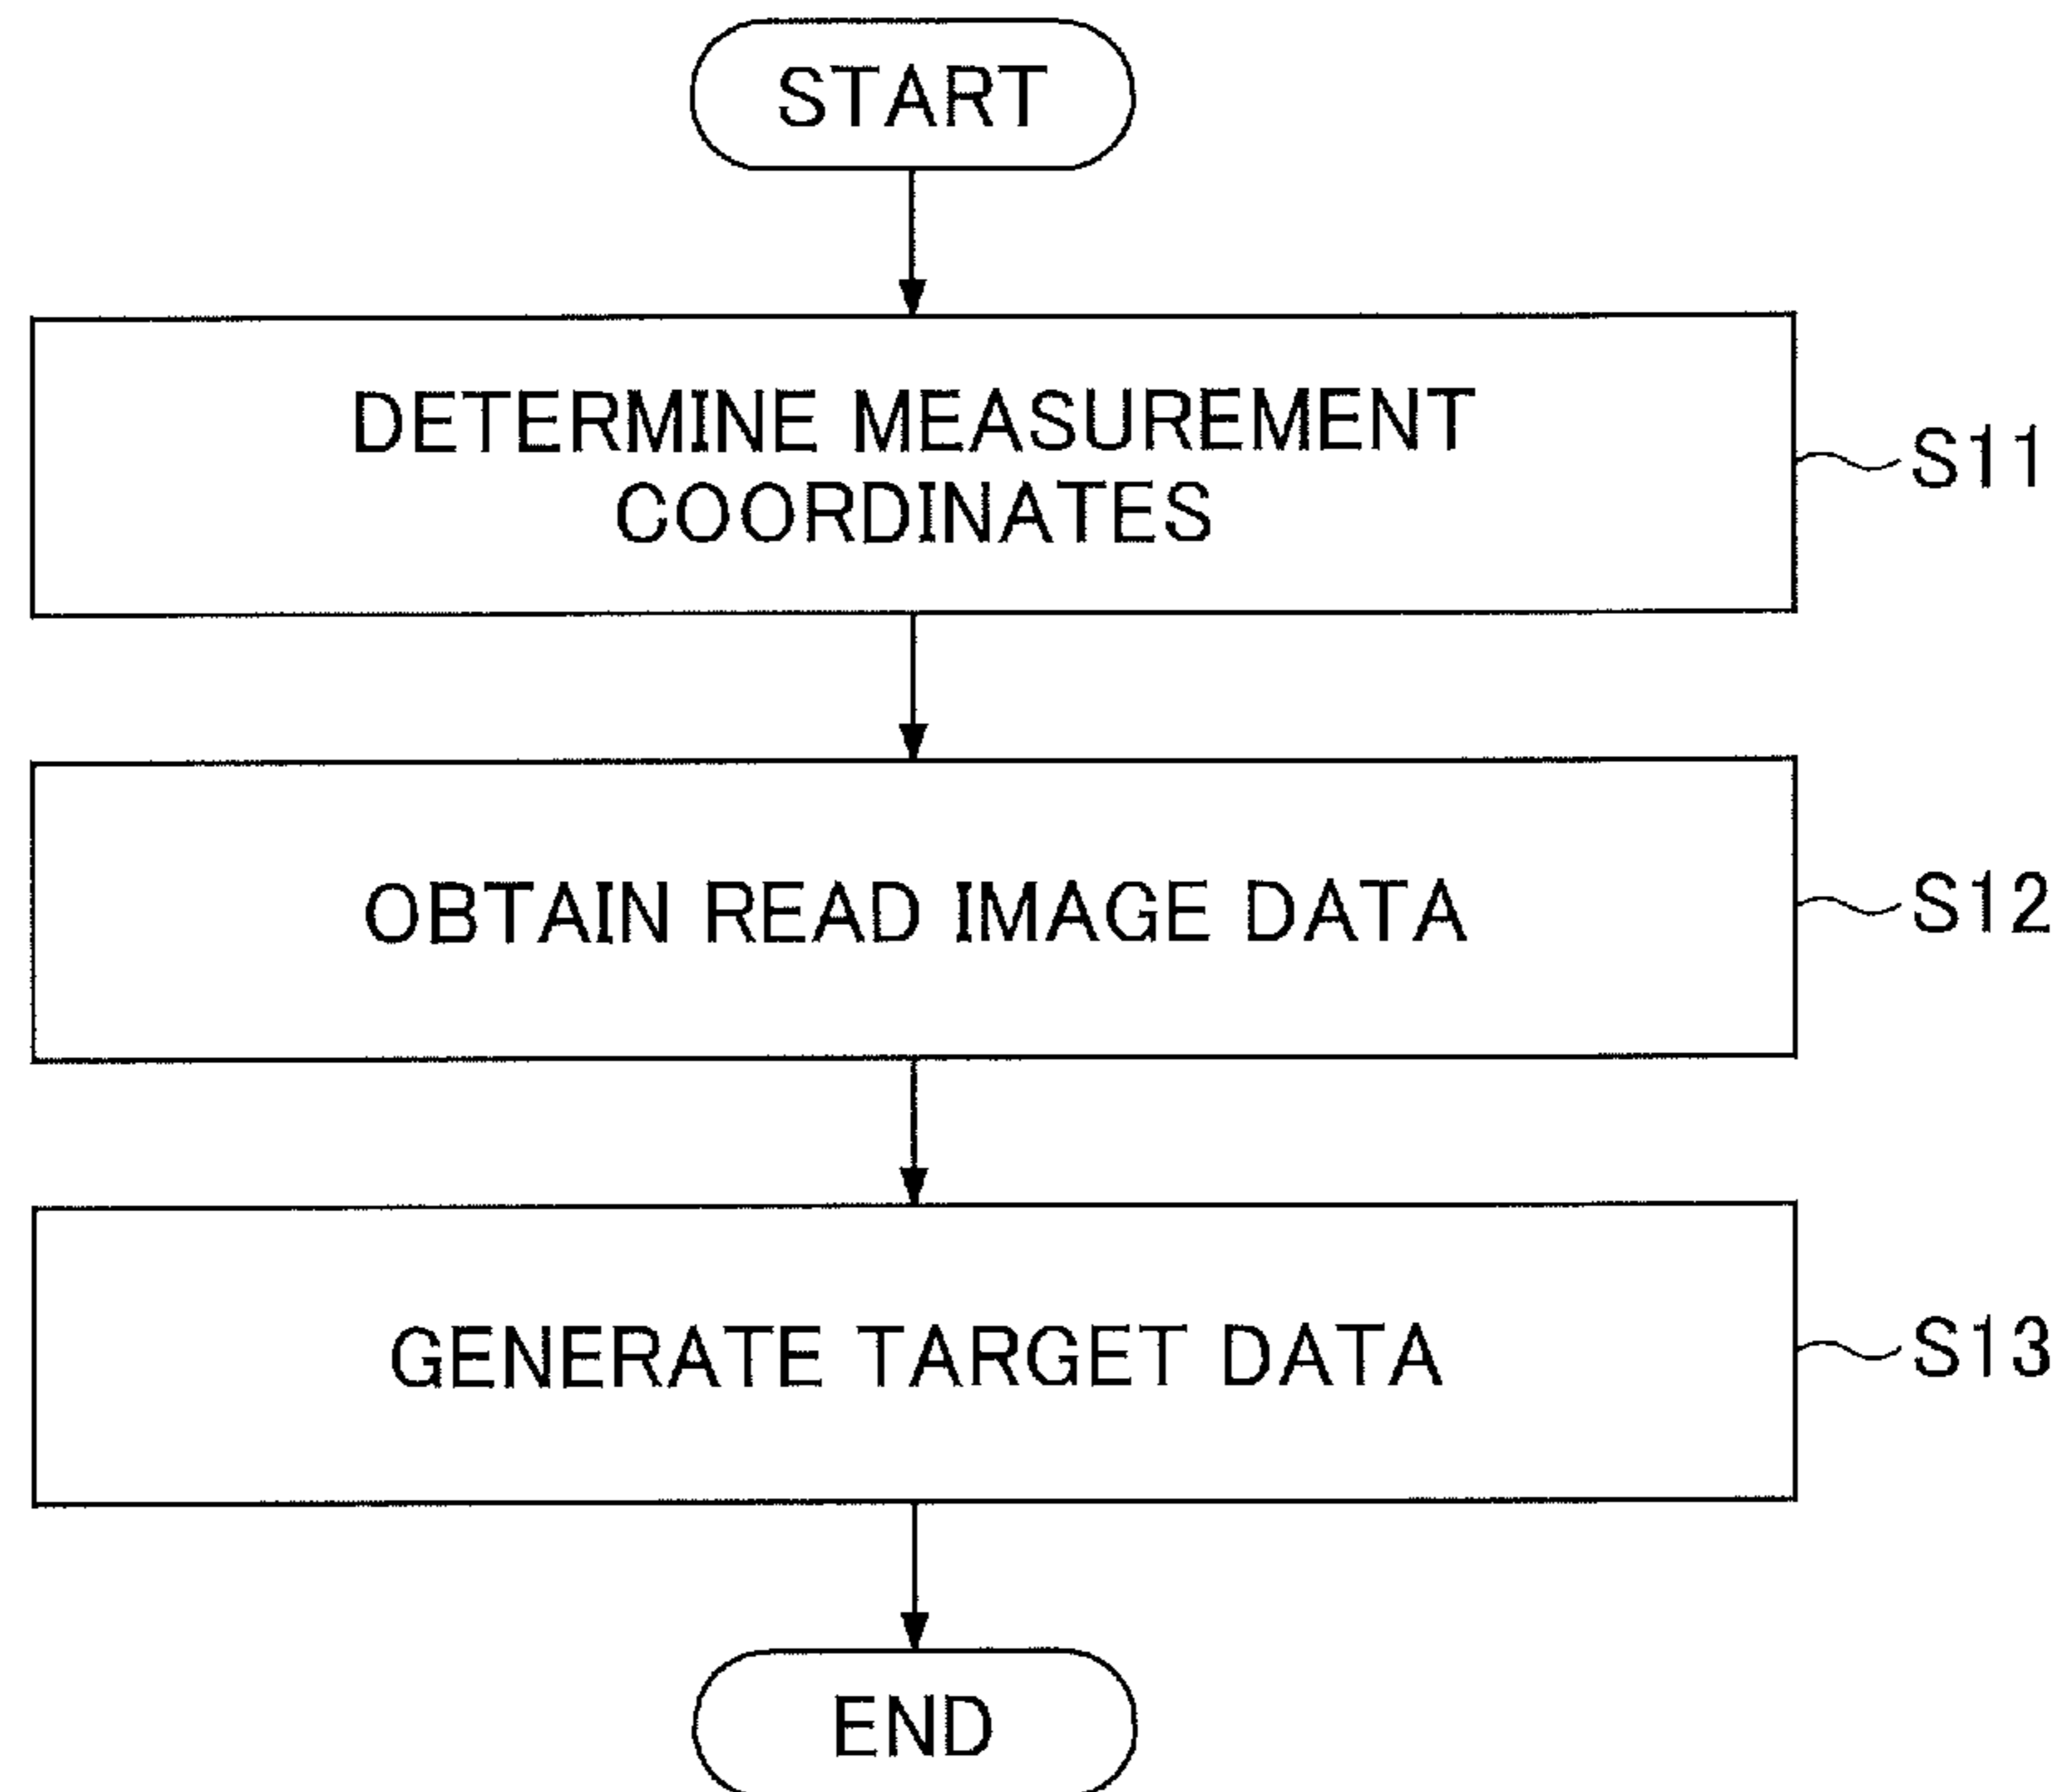 START
DETERMINE MEASUREMENT
COORDINATES
S11
OBTAIN READ IMAGE DATA
S12
GENERATE TARGET DATA
S13
END